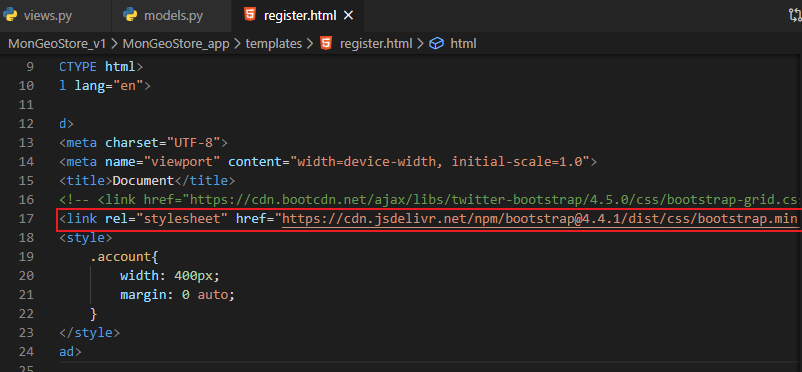 views.py models.py register.html
MonGeoStore_v1 > MonGeoStore_app > templates > register.html > html
9 CTYPE html>
10 l lang="en">
11
12 d>
13 <meta charset="UTF-8">
14 <meta name="viewport" content="width=device-width, initial-scale=1.0">
15 <title>Document</title>
16 <!-- <link href="https://cdn.bootcdn.net/ajax/libs/twitter-bootstrap/4.5.0/css/bootstrap-grid.cs
17 <link rel="stylesheet" href="https://cdn.jsdelivr.net/npm/bootstrap@4.4.1/dist/css/bootstrap.min
18 <style>
19 .account{
20 width: 400px;
21 margin: 0 auto;
22 }
23 </style>
24 ad>
25